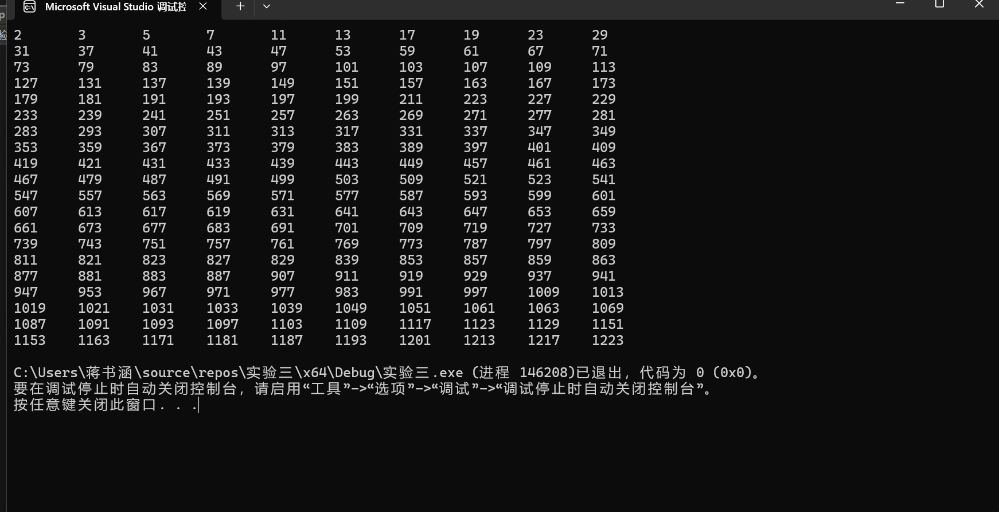 Microsoft Visual Studio 调试控
2 3 5 7 11 13 17 19 23 29
31 37 41 43 47 53 59 61 67 71
73 79 83 89 97 101 103 107 109 113
127 131 137 139 149 151 157 163 167 173
179 181 191 193 197 199 211 223 227 229
233 239 241 251 257 263 269 271 277 281
283 293 307 311 313 317 331 337 347 349
353 359 367 373 379 383 389 397 401 409
419 421 431 433 439 443 449 457 461 463
467 479 487 491 499 503 509 521 523 541
547 557 563 569 571 577 587 593 599 601
607 613 617 619 631 641 643 647 653 659
661 673 677 683 691 701 709 719 727 733
739 743 751 757 761 769 773 787 797 809
811 821 823 827 829 839 853 857 859 863
877 881 883 887 907 911 919 929 937 941
947 953 967 971 977 983 991 997 1009 1013
1019 1021 1031 1033 1039 1049 1051 1061 1063 1069
1087 1091 1093 1097 1103 1109 1117 1123 1129 1151
1153 1163 1171 1181 1187 1193 1201 1213 1217 1223
C:\Users\蒋书涵\source\repos\实验三\x64\Debug\实验三.exe (进程 146208)已退出，代码为 0 (0x0)。
要在调试停止时自动关闭控制台，请启用“工具”->“选项”->“调试”->“调试停止时自动关闭控制台”。
按任意键关闭此窗口. . .